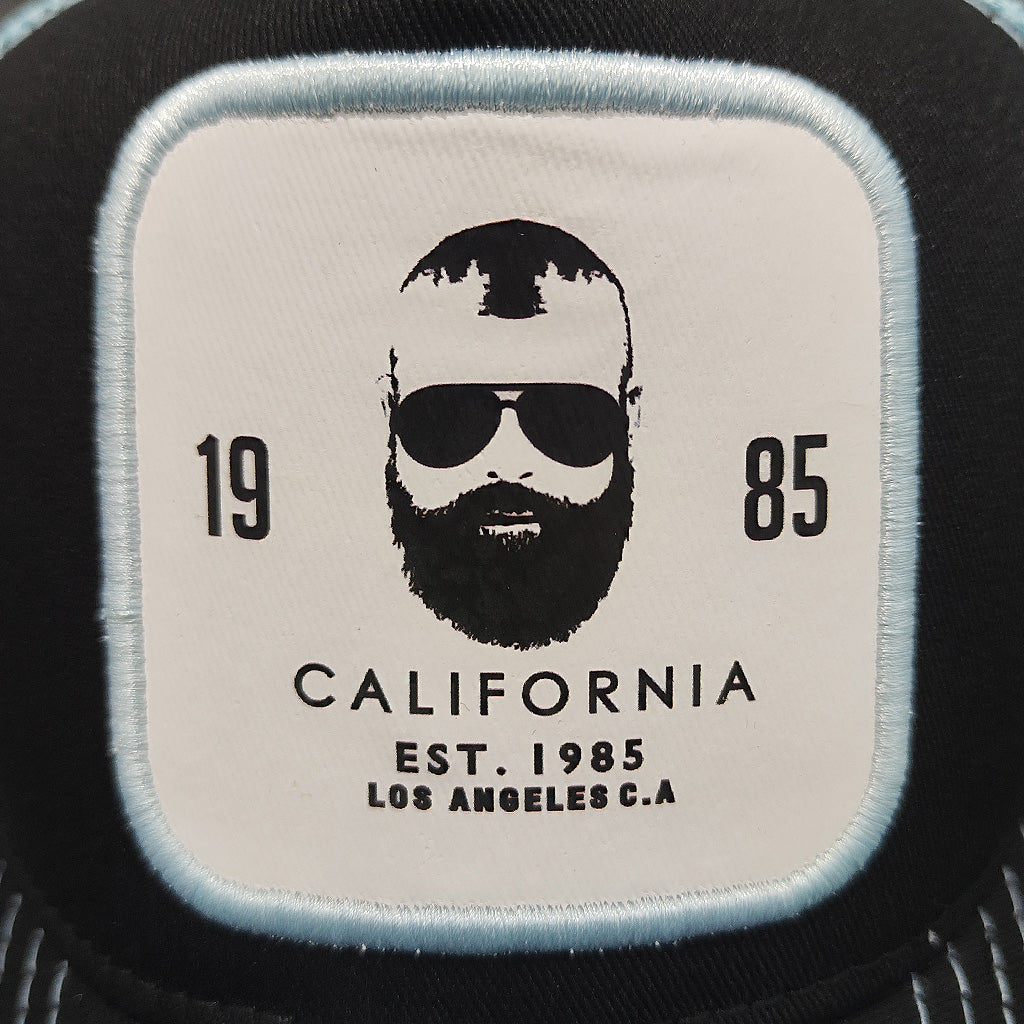 19 85
CALIFORNIA
EST. 1985
LOS ANGELES C.A